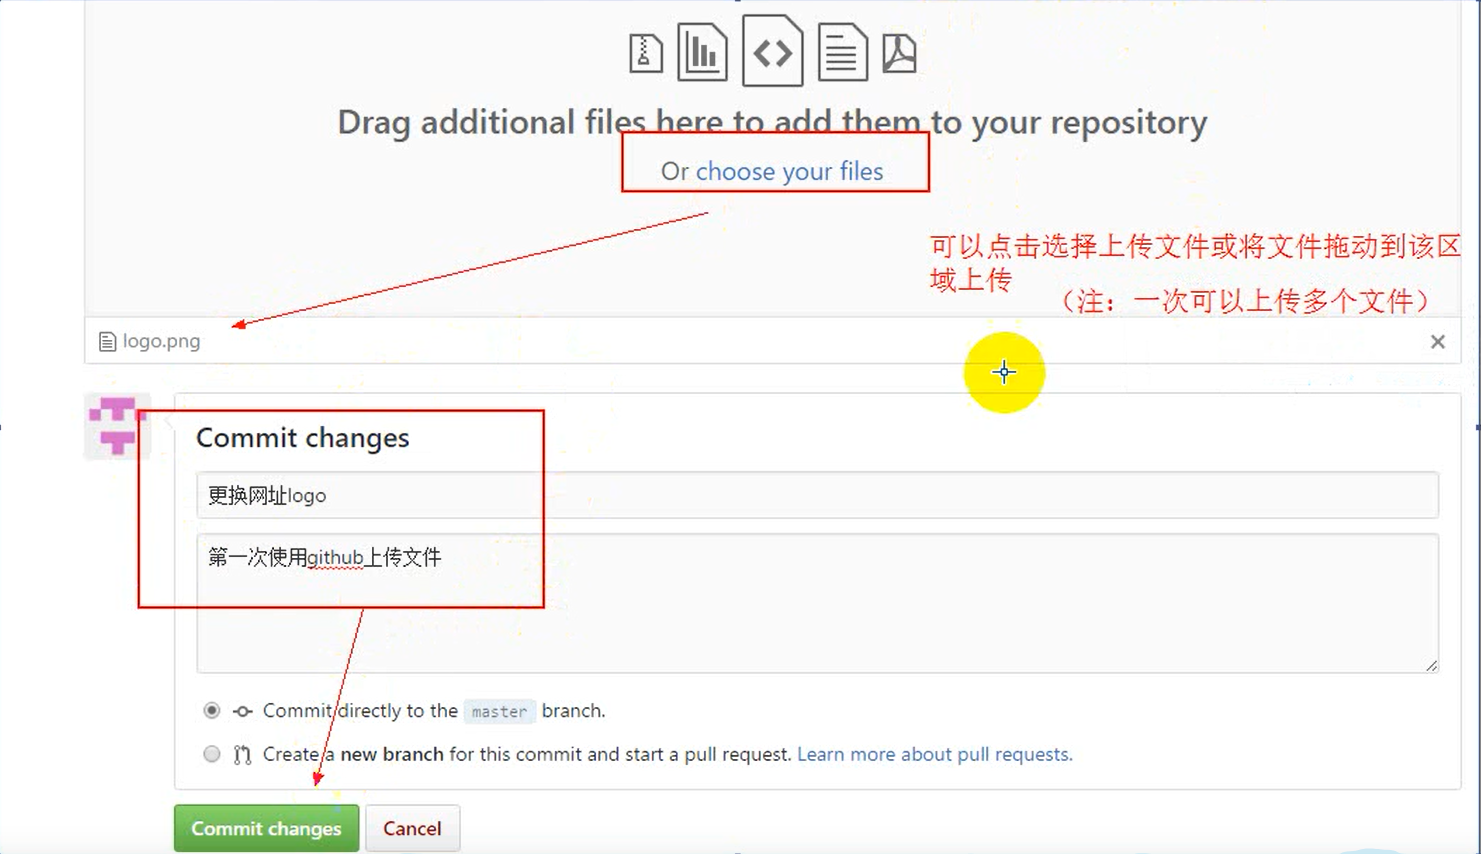 Drag additional files here to add them to your repository
Or choose your files
可以点击选择上传文件或将文件拖动到该区
域上传
（注：一次可以上传多个文件）
logo.png
Commit changes
更换网址logo
第一次使用github上传文件
Commit directly to the master branch.
Create a new branch for this commit and start a pull request. Learn more about pull requests.
Commit changes Cancel